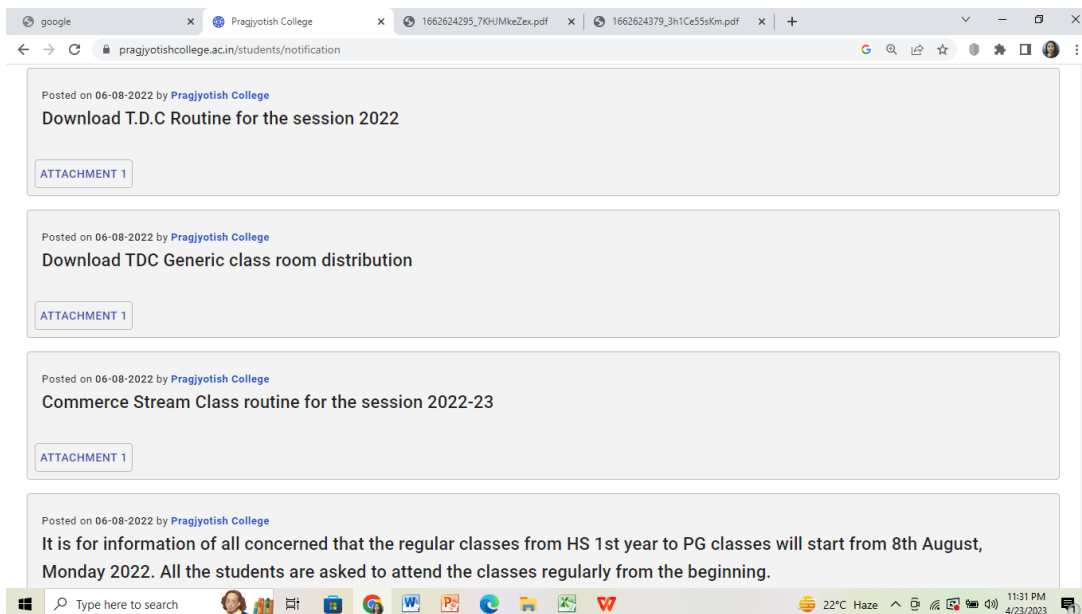 google
Pragjyotish College
1662624295_7KHJMkeZex.pdf
1662624379_3h1Ce55sKm.pdf
pragjyotishcollege.ac.in/students/notification
Posted on 06-08-2022 by Pragjyotish College
Download T.D.C Routine for the session 2022
ATTACHMENT 1
Posted on 06-08-2022 by Pragjyotish College
Download TDC Generic class room distribution
ATTACHMENT 1
Posted on 06-08-2022 by Pragjyotish College
Commerce Stream Class routine for the session 2022-23
ATTACHMENT 1
Posted on 06-08-2022 by Pragjyotish College
It is for information of all concerned that the regular classes from HS 1st year to PG classes will start from 8th August,
Monday 2022. All the students are asked to attend the classes regularly from the beginning.
Type here to search
22°C Haze
11:31 PM
4/23/2023